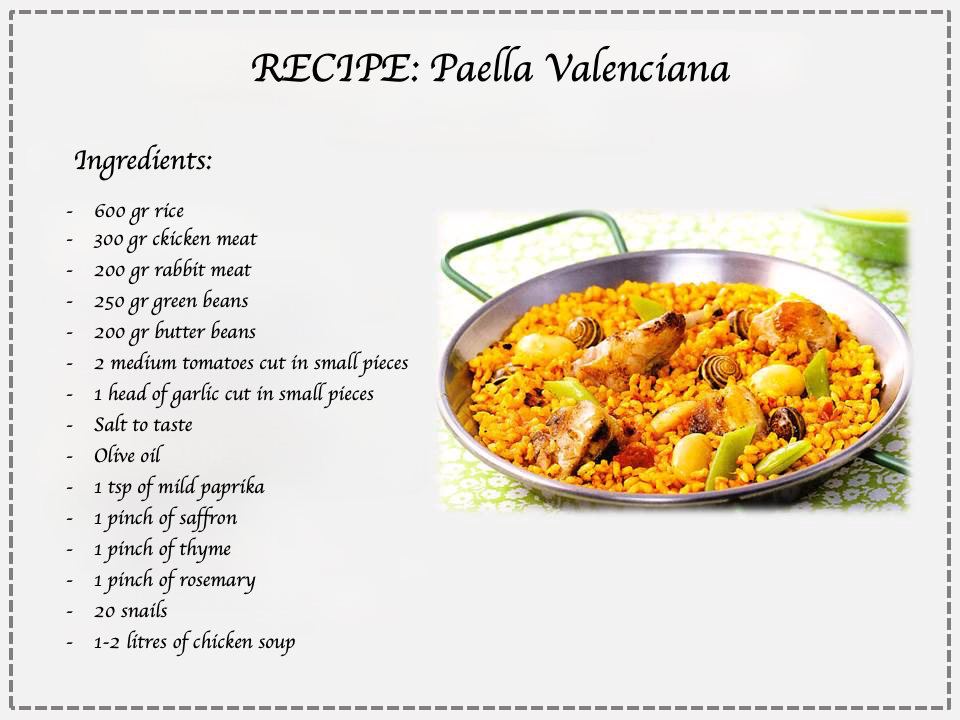 RECIPE: Paella Valenciana
Ingredients:
- 600 gr rice
- 300 gr ckicken meat
- 200 gr rabbit meat
- 250 gr green beans
- 200 gr butter beans
- 2 medium tomatoes cut in small pieces
- 1 head of garlic cut in small pieces
- Salt to taste
- Olive oil
- 1 tsp of mild paprika
- 1 pinch of saffron
- 1 pinch of thyme
- 1 pinch of rosemary
- 20 snails
- 1-2 litres of chicken soup